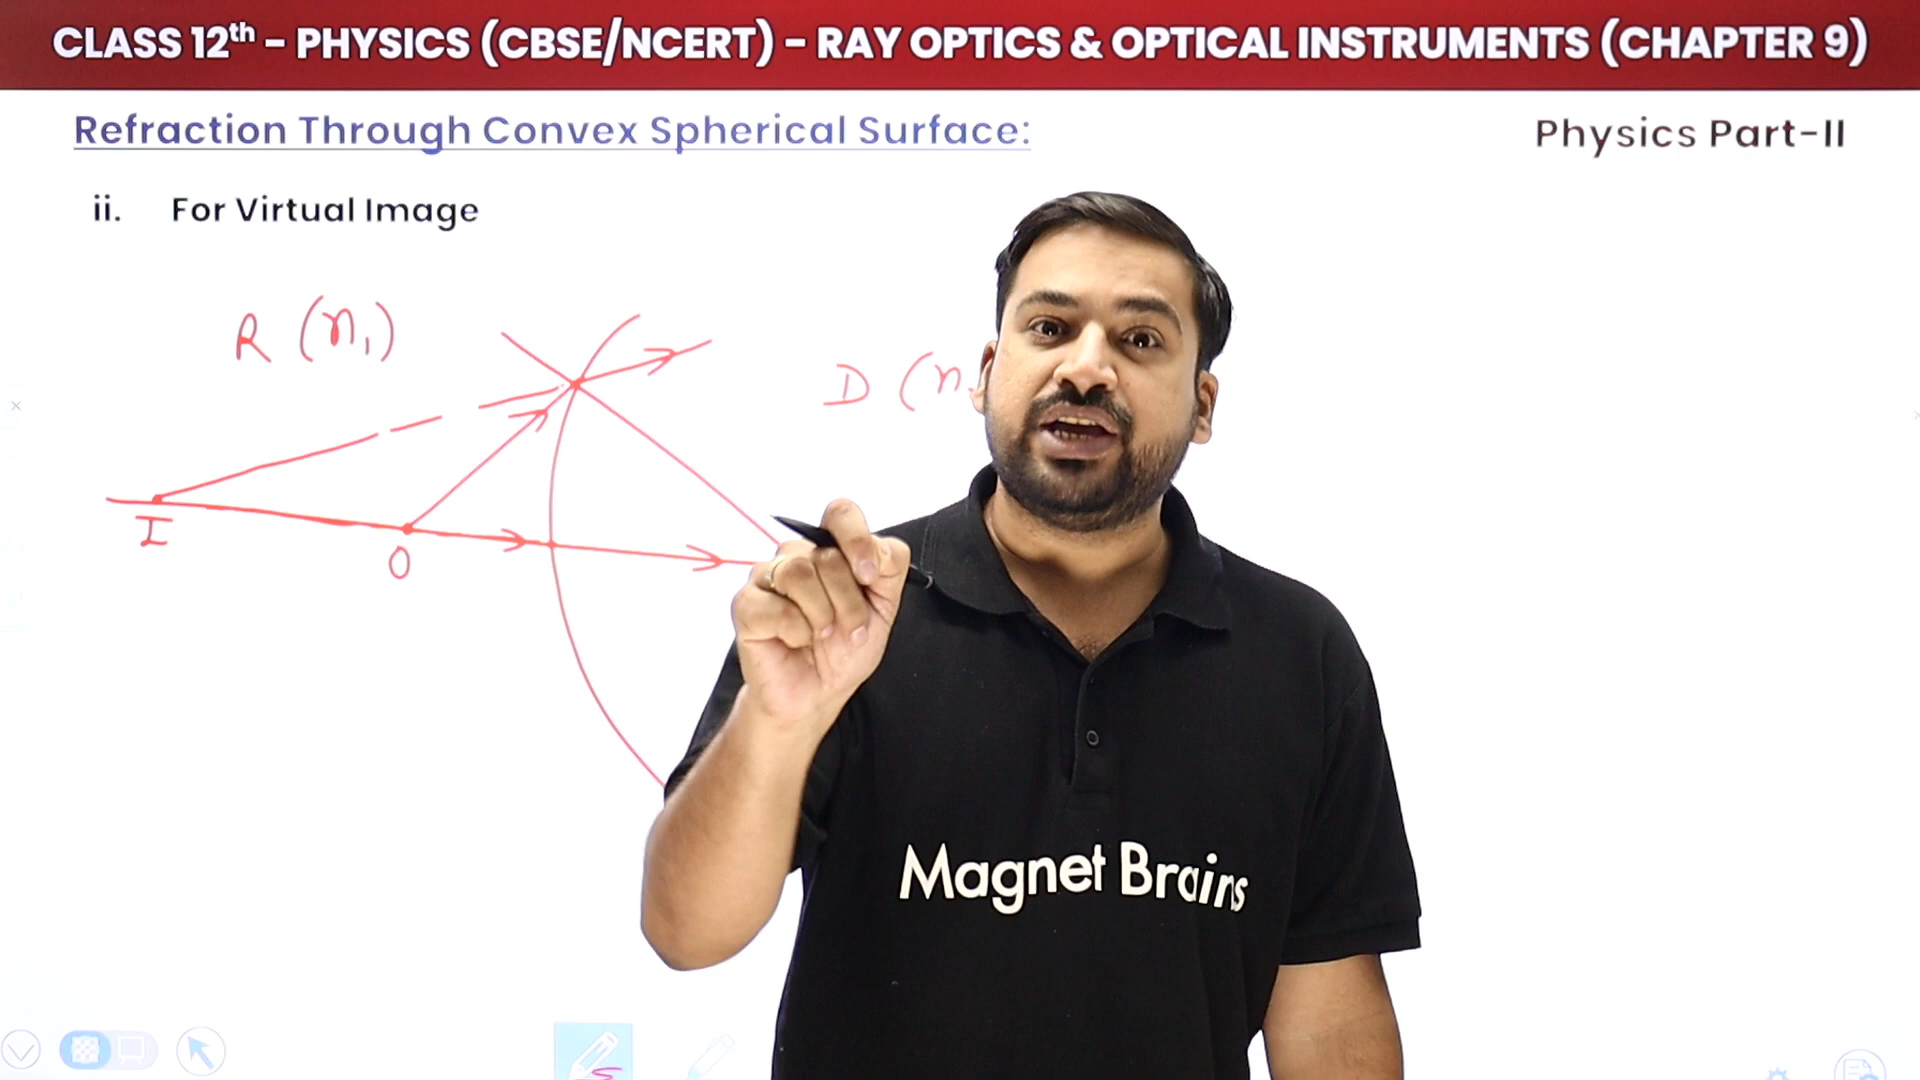 CLASS 12th - PHYSICS (CBSE/NCERT) - RAY OPTICS & OPTICAL INSTRUMENTS (CHAPTER 9)
Refraction Through Convex Spherical Surface:
Physics Part-II
ii. For Virtual Image
R (n₁)
D (n
I
O
Magnet Brains